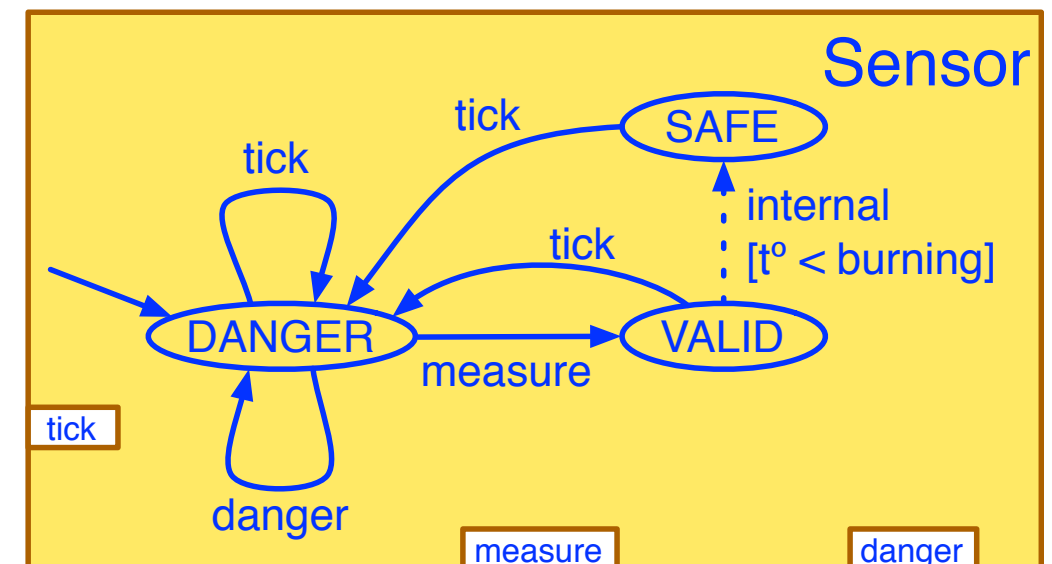 Sensor
tick
SAFE
tick
internal
[tº < burning]
tick
DANGER
VALID
measure
tick
danger
measure
danger